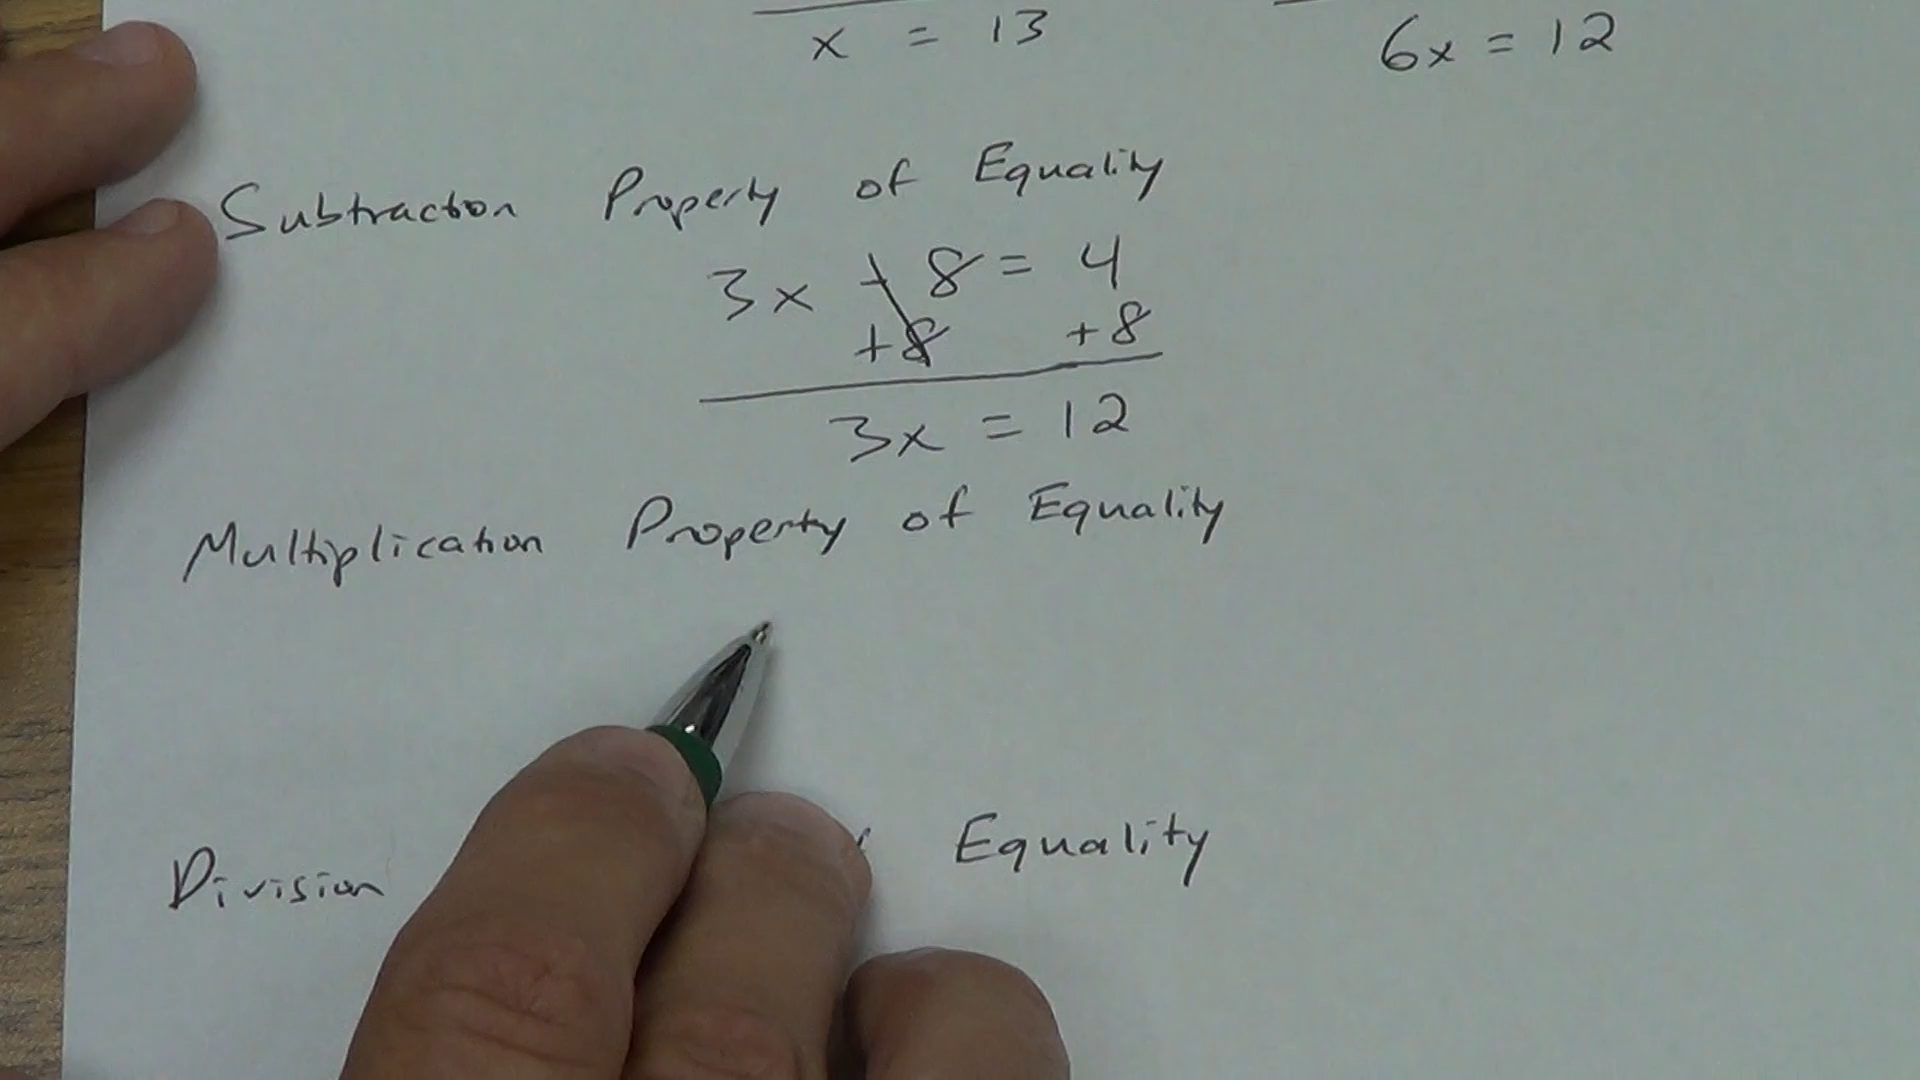 x = 13
6x = 12
Subtraction Property of Equality
3x + 8 = 4
+8 +8
3x = 12
Multiplication Property of Equality
Division Equality